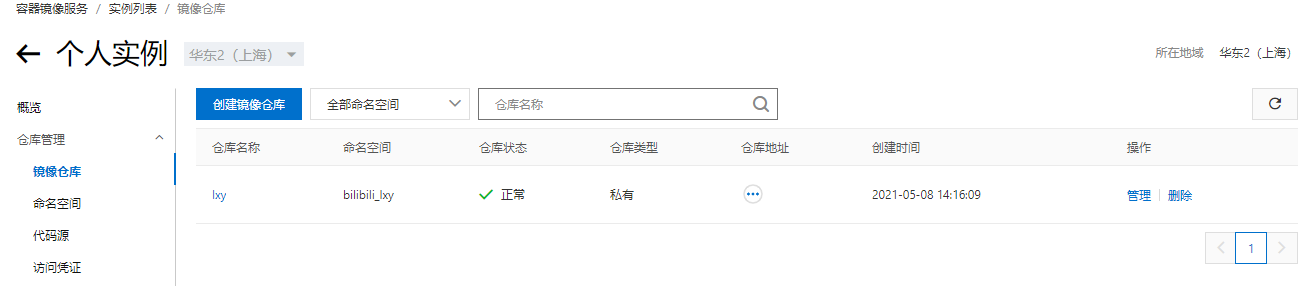 容器镜像服务 / 实例列表 / 镜像仓库
个人实例 华东2（上海） 所在地域 华东2（上海）
概览
仓库管理
镜像仓库
命名空间
代码源
访问凭证
创建镜像仓库 全部命名空间 仓库名称
仓库名称 命名空间 仓库状态 仓库类型 仓库地址 创建时间 操作
lxy bilibili_lxy 正常 私有 2021-05-08 14:16:09 管理 | 删除
1